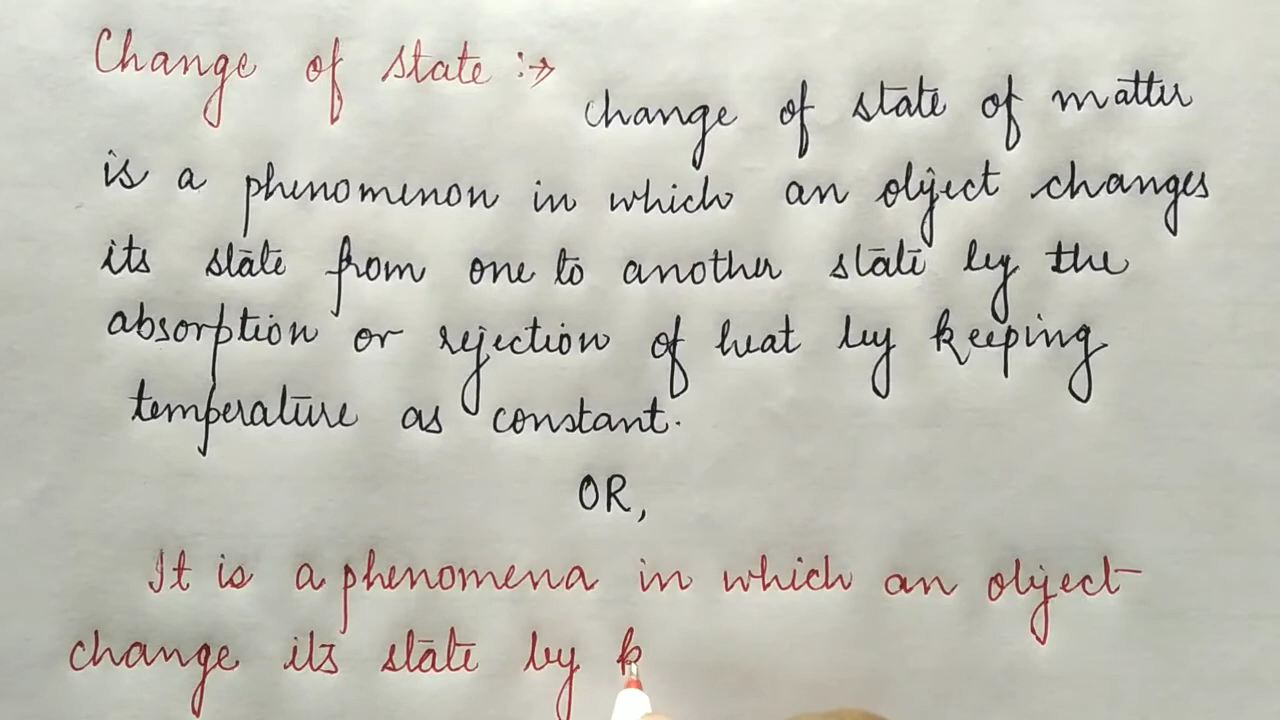 Change of state :→
Change of state of matter
is a phenomenon in which an object changes
its state from one to another state by the
absorption or rejection of heat by keeping
temperature as constant.
OR,
It is a phenomena in which an object
change its state by k